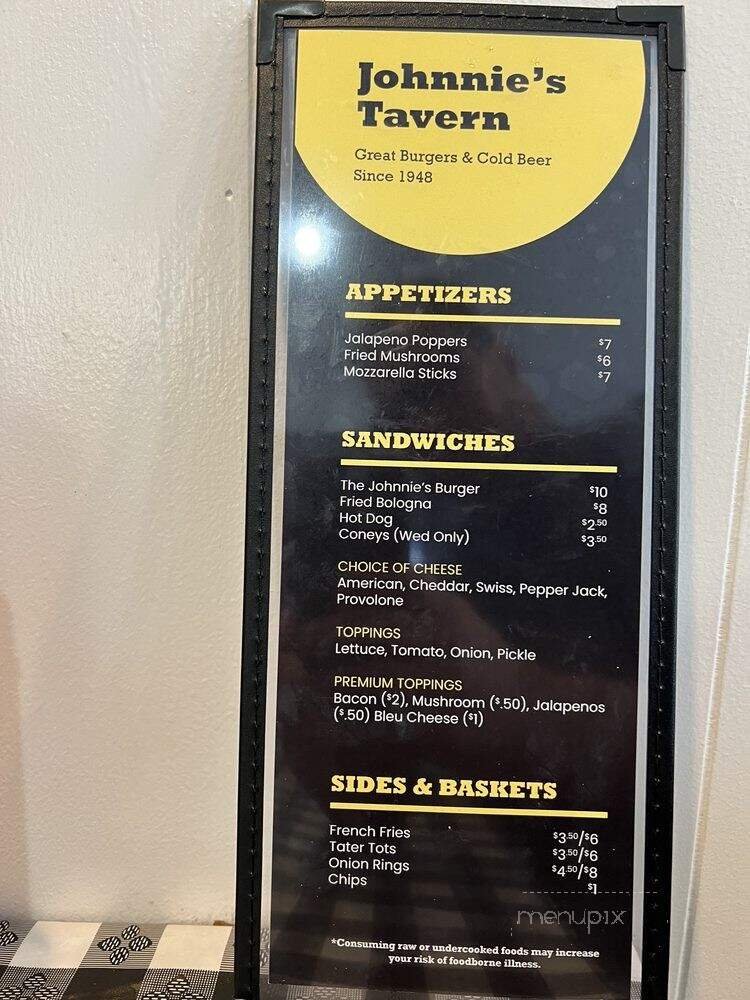 Johnnie's
Tavern
Great Burgers & Cold Beer
Since 1948
APPETIZERS
Jalapeno Poppers $7
Fried Mushrooms $6
Mozzarella Sticks $7
SANDWICHES
The Johnnie's Burger $10
Fried Bologna $8
Hot Dog $2.50
Coneys (Wed Only) $3.50
CHOICE OF CHEESE
American, Cheddar, Swiss, Pepper Jack,
Provolone
TOPPINGS
Lettuce, Tomato, Onion, Pickle
PREMIUM TOPPINGS
Bacon ($2), Mushroom ($.50), Jalapenos
($.50) Bleu Cheese ($1)
SIDES & BASKETS
French Fries $3.50/$6
Tater Tots $3.50/$6
Onion Rings $4.50/$8
Chips $1
menupix
*Consuming raw or undercooked foods may increase
your risk of foodborne illness.